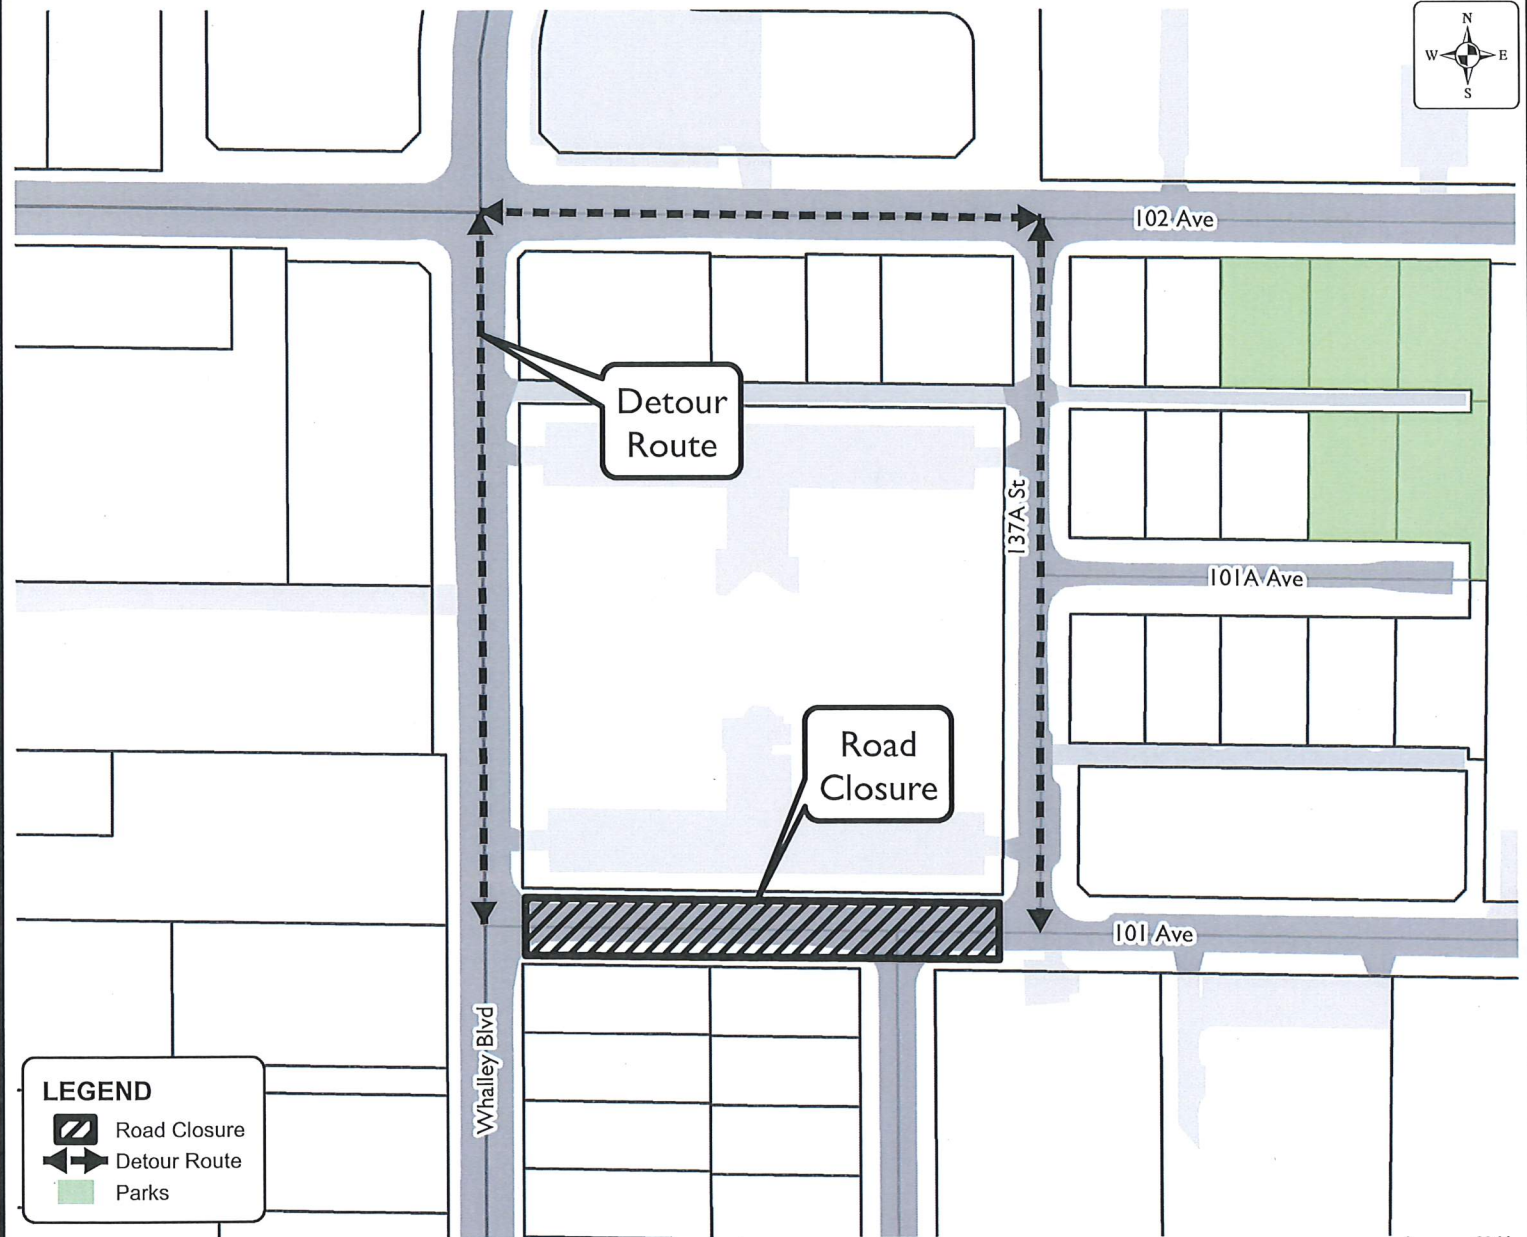 N
W E
S
102 Ave
Detour
Route
137A St
101A Ave
Road
Closure
101 Ave
Whalley Blvd
LEGEND
Road Closure
Detour Route
Parks